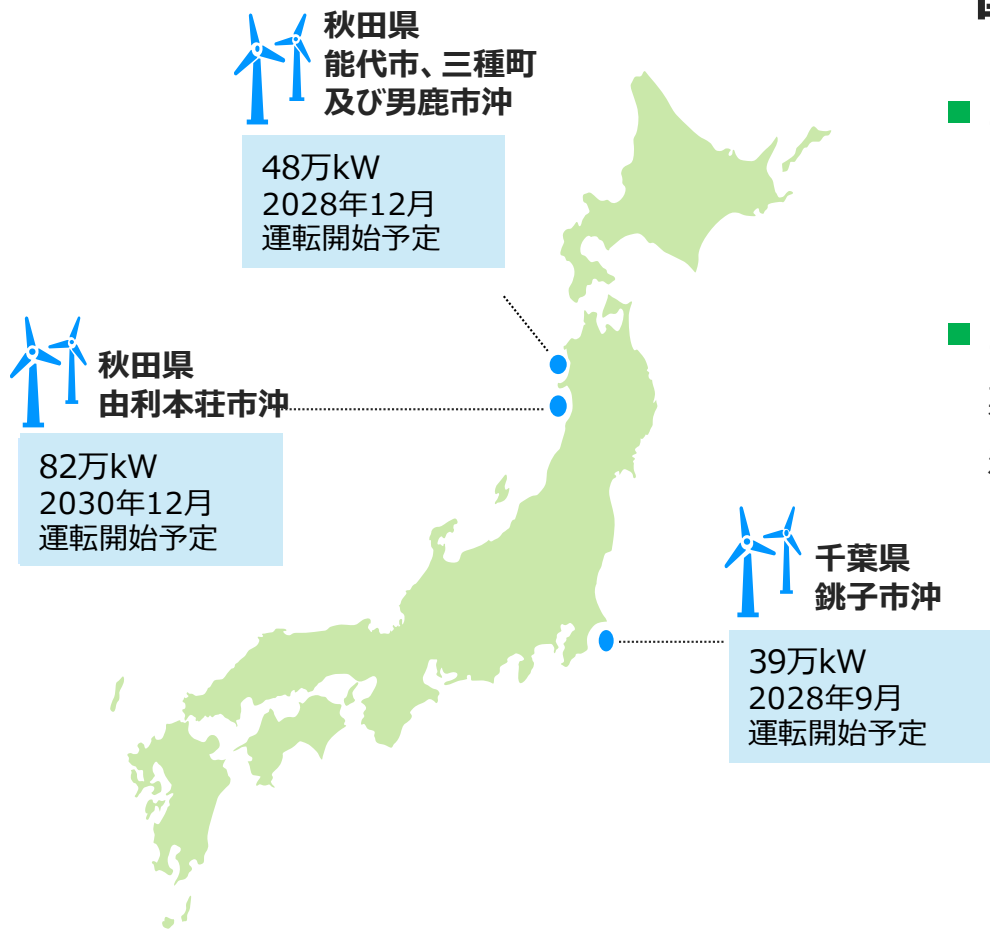 秋田県
能代市、三種町
及び男鹿市沖
48万kW
2028年12月
運転開始予定
秋田県
由利本荘市沖
82万kW
2030年12月
運転開始予定
千葉県
銚子市沖
39万kW
2028年9月
運転開始予定